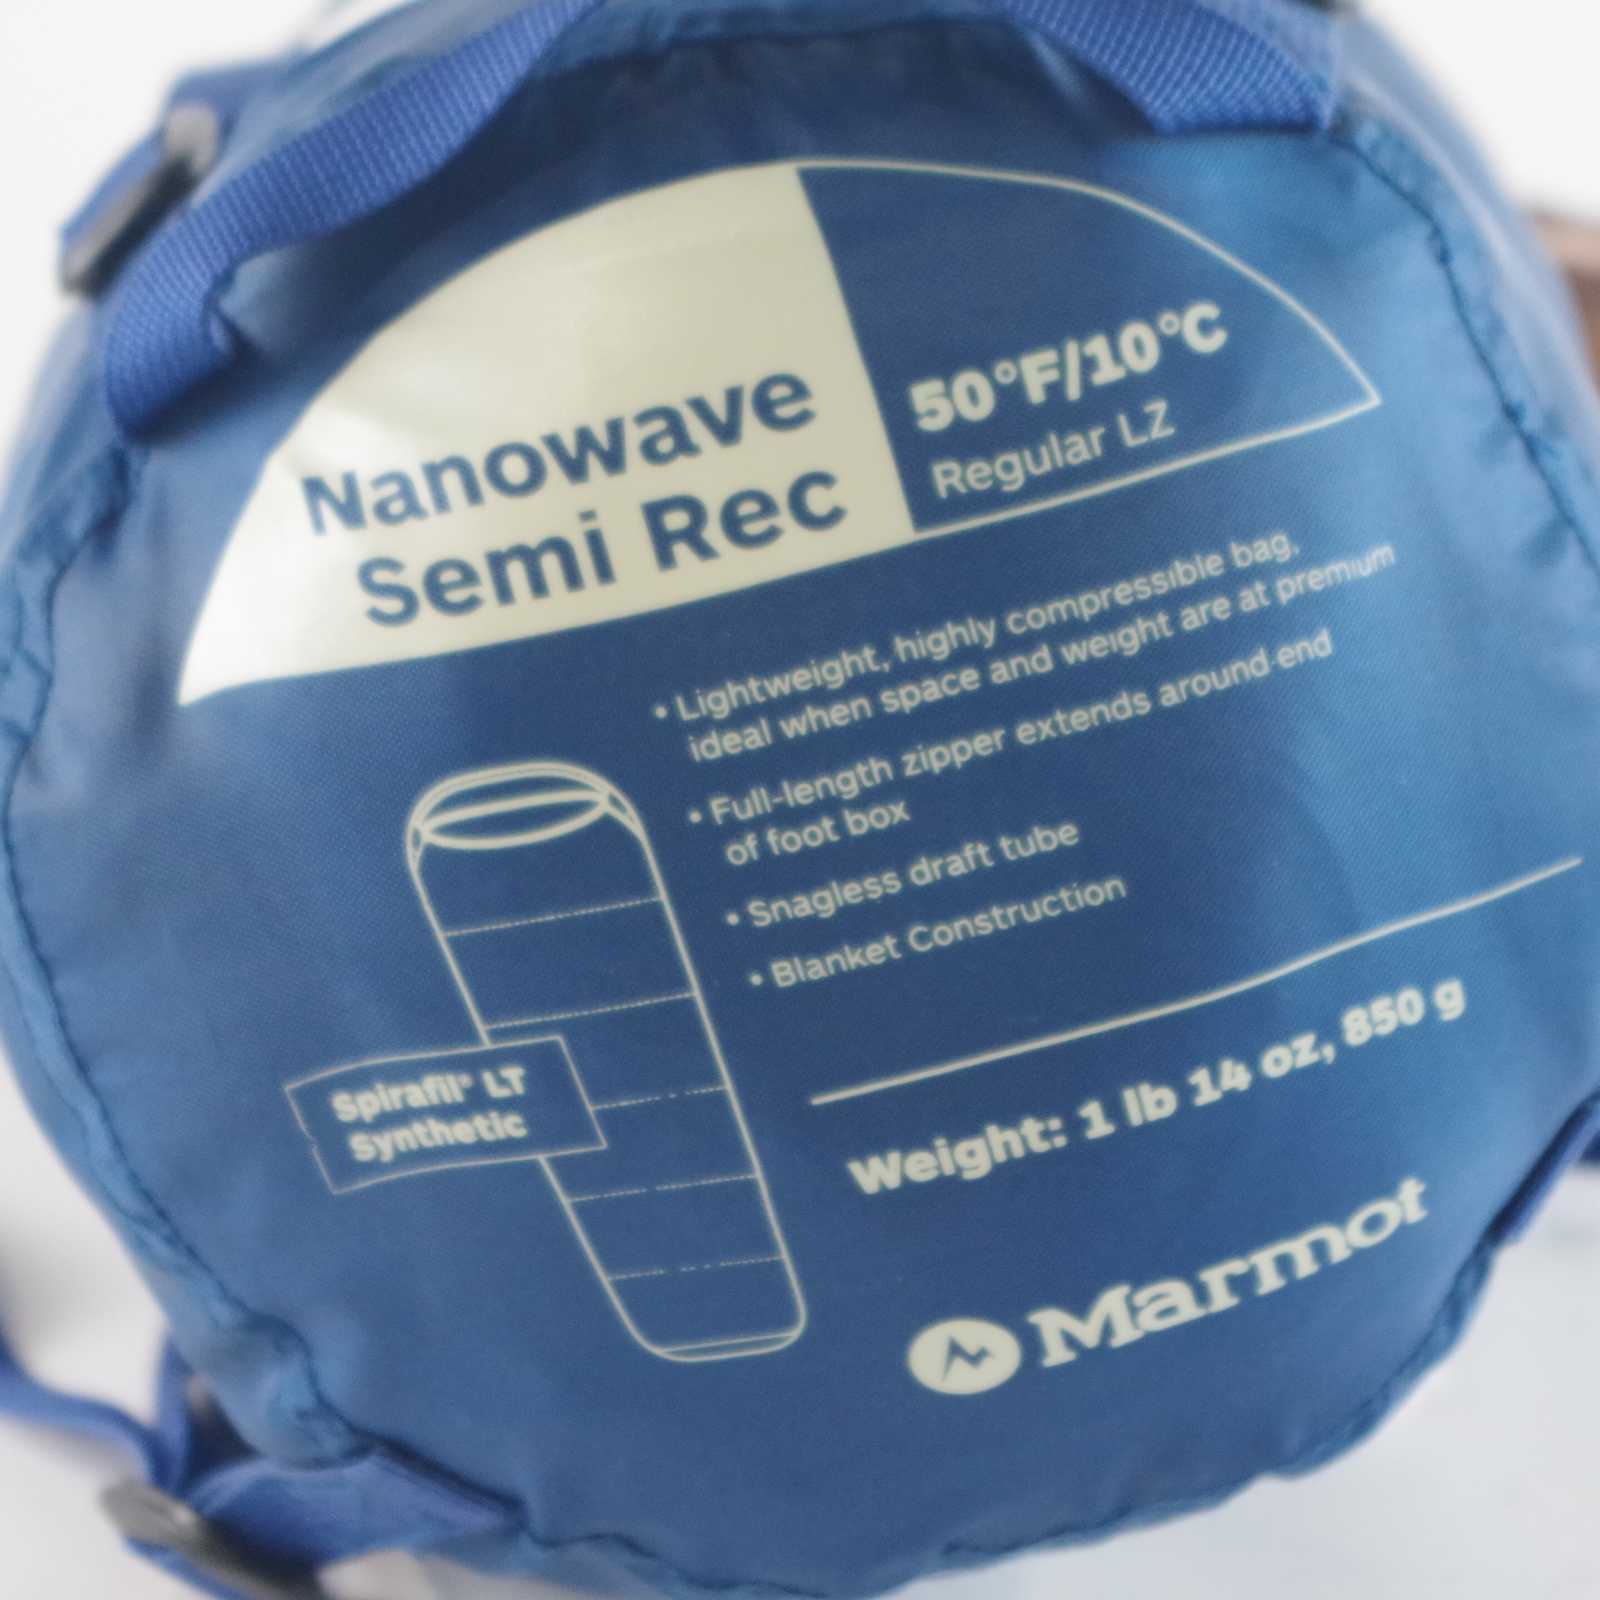 Nanowave
Semi Rec
50°F/10°C
Regular LZ
• Lightweight, highly compressible bag,
ideal when space and weight are at premium
• Full-length zipper extends around end
of foot box
• Snagless draft tube
• Blanket Construction
Spirafil® LT
Synthetic
Weight: 1 lb 14 oz, 850 g
Marmot